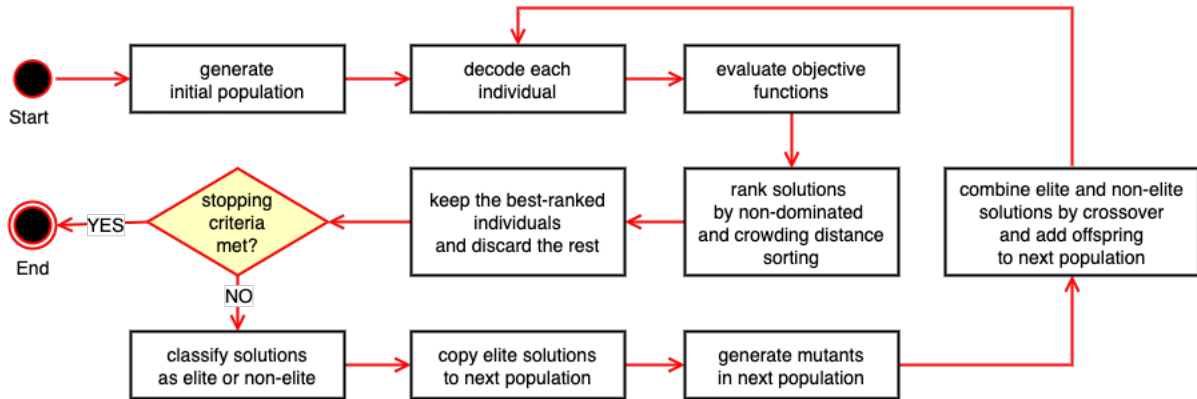 Start
generate
initial population
decode each
individual
evaluate objective
functions
rank solutions
by non-dominated
and crowding distance
sorting
keep the best-ranked
individuals
and discard the rest
stopping
criteria
met?
YES
End
NO
classify solutions
as elite or non-elite
copy elite solutions
to next population
generate mutants
in next population
combine elite and non-elite
solutions by crossover
and add offspring
to next population